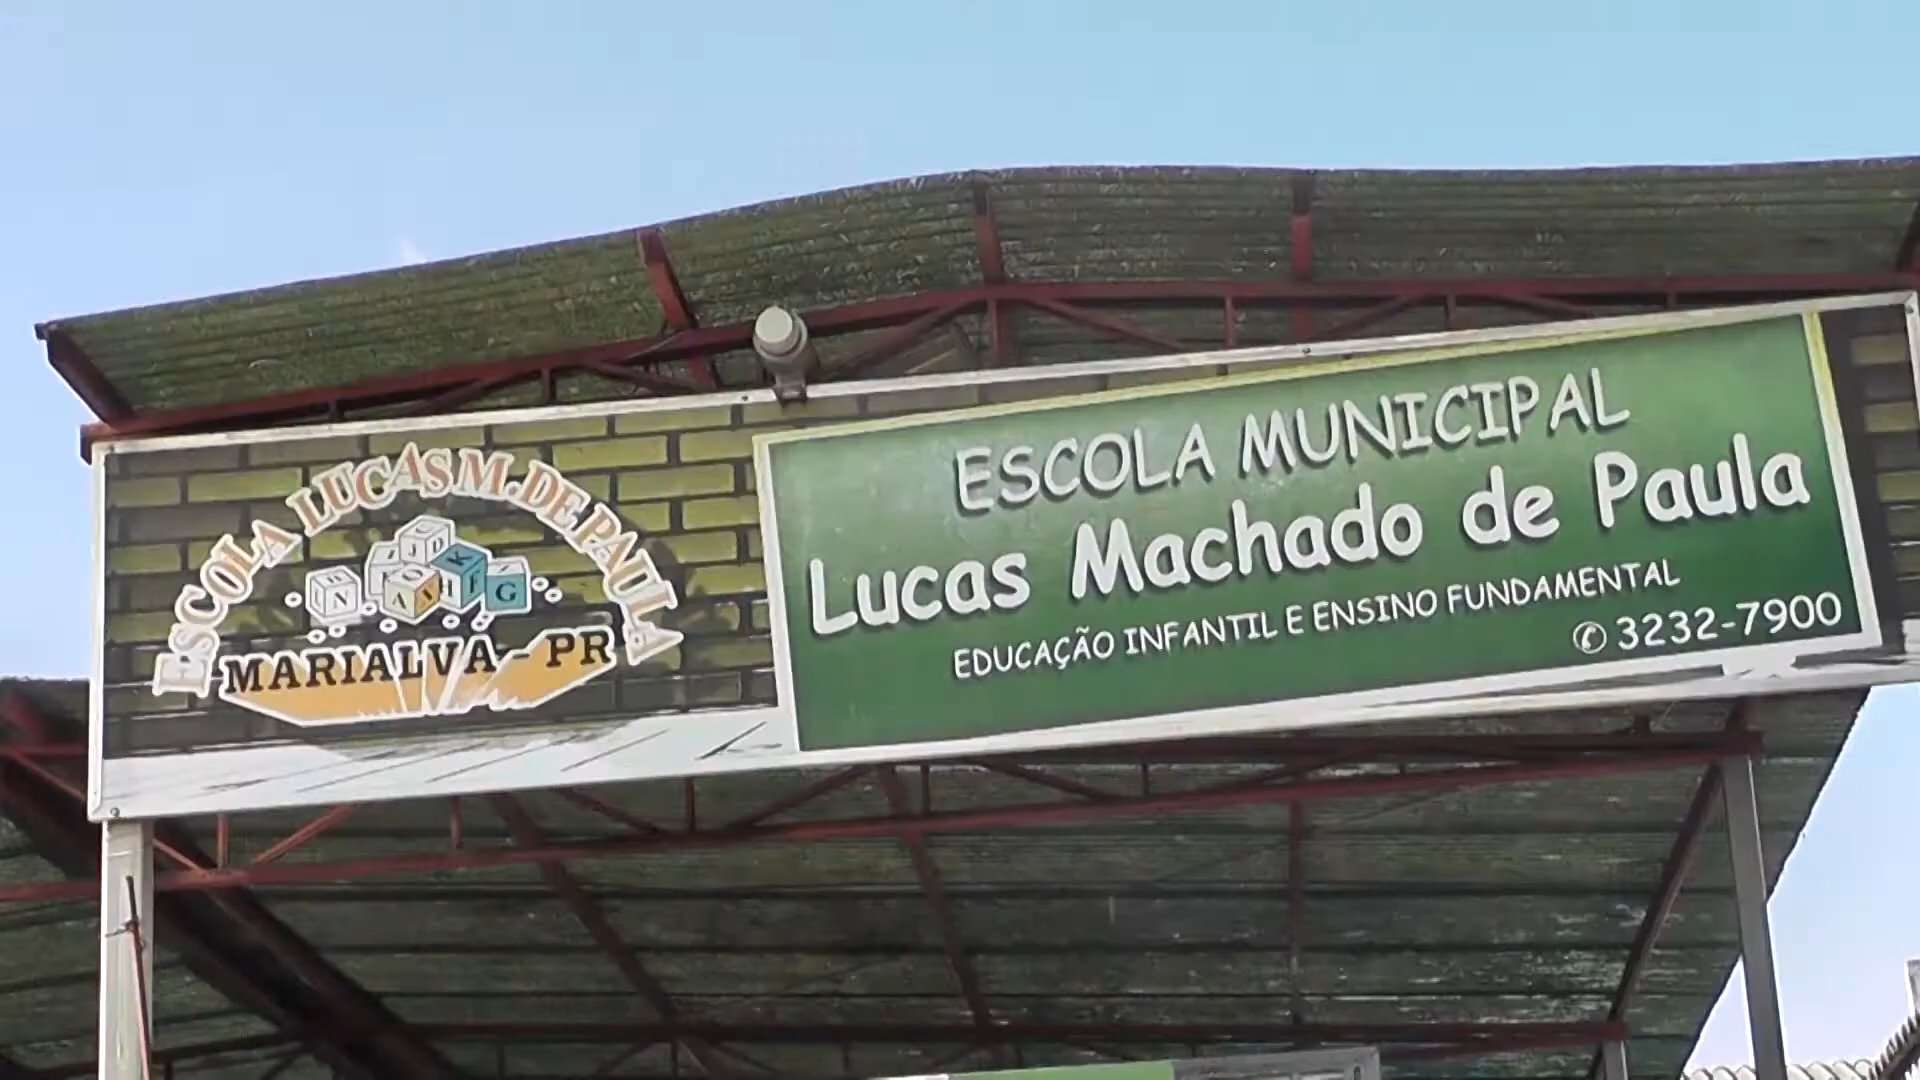 ESCOLA LUCAS M. DE PAULA
MARIALVA - PR
ESCOLA MUNICIPAL
Lucas Machado de Paula
EDUCAÇÃO INFANTIL E ENSINO FUNDAMENTAL
✆ 3232-7900